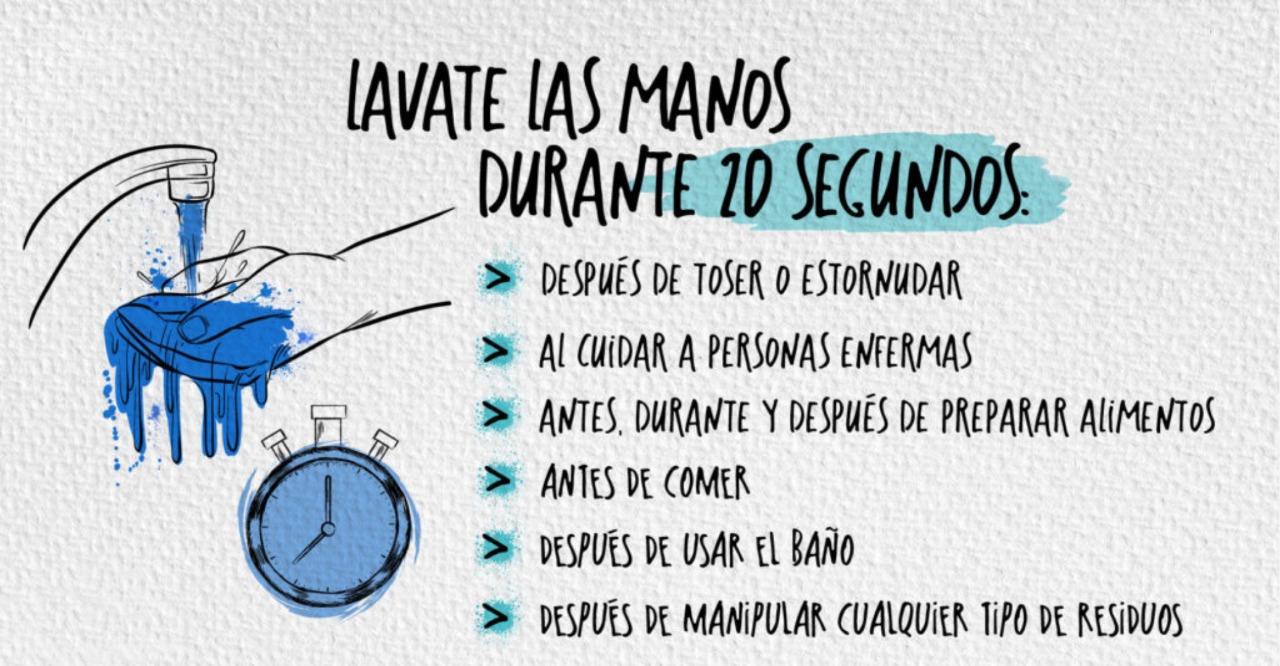 LAVATE LAS MANOS
DURANTE 20 SEGUNDOS:
> DESPUÉS DE TOSER O ESTORNUDAR
> AL CUIDAR A PERSONAS ENFERMAS
> ANTES, DURANTE Y DESPUÉS DE PREPARAR ALIMENTOS
> ANTES DE COMER
> DESPUÉS DE USAR EL BAÑO
> DESPUÉS DE MANIPULAR CUALQUIER TIPO DE RESIDUOS